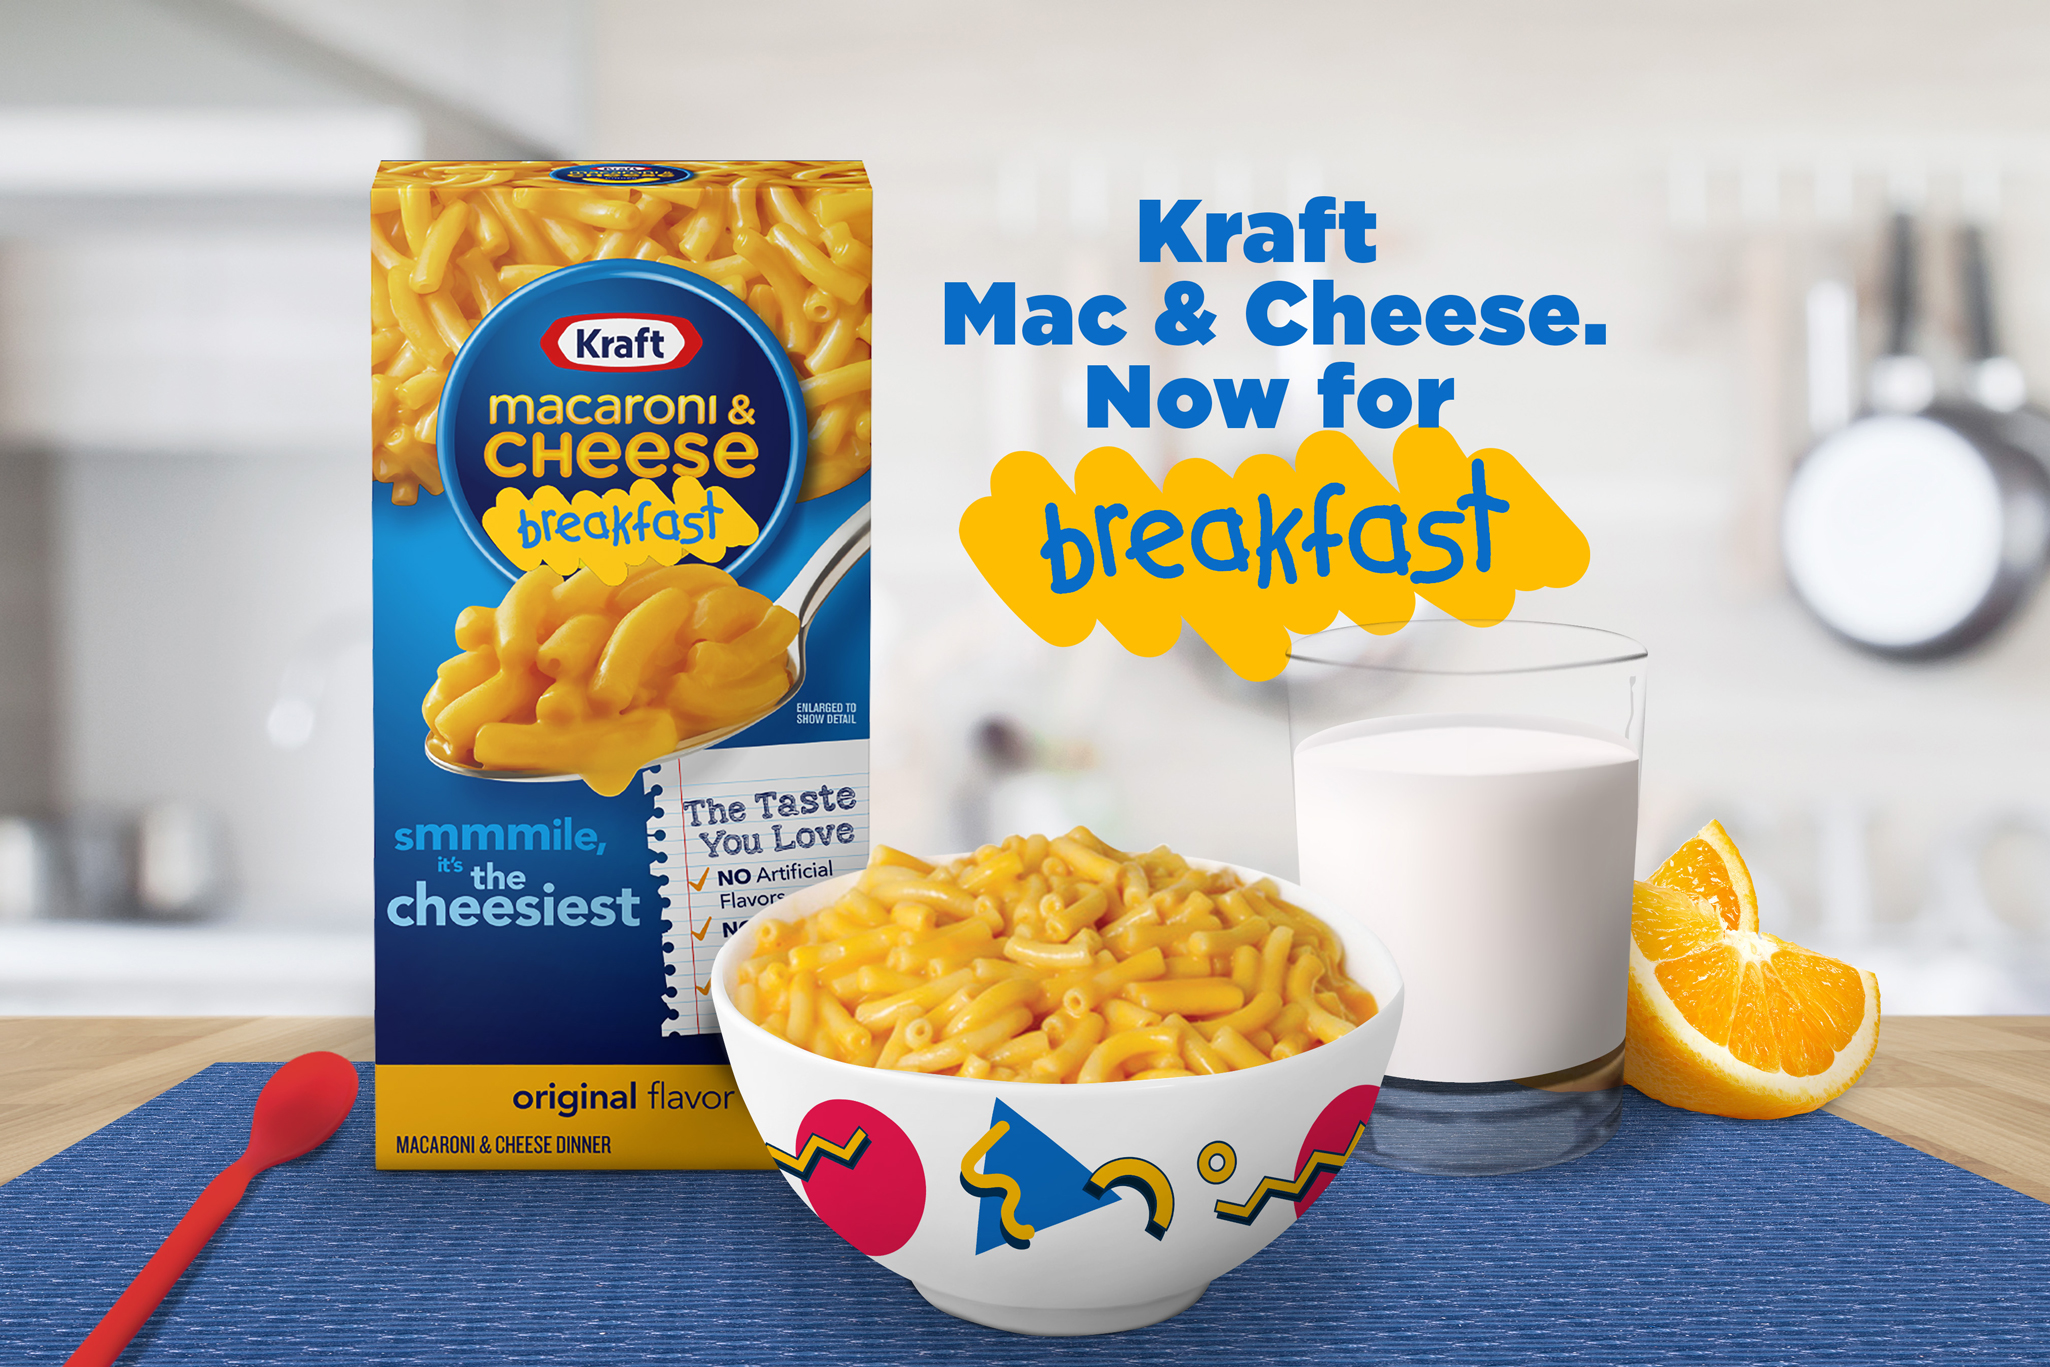 Kraft
macaroni &
CHeese
breakfast
ENLARGED TO
SHOW DETAIL
smmmile,
it's the
cheesiest
The Taste
You Love
NO Artificial
Flavors
original flavor
MACARONI & CHEESE DINNER
Kraft
Mac & Cheese.
Now for
breakfast